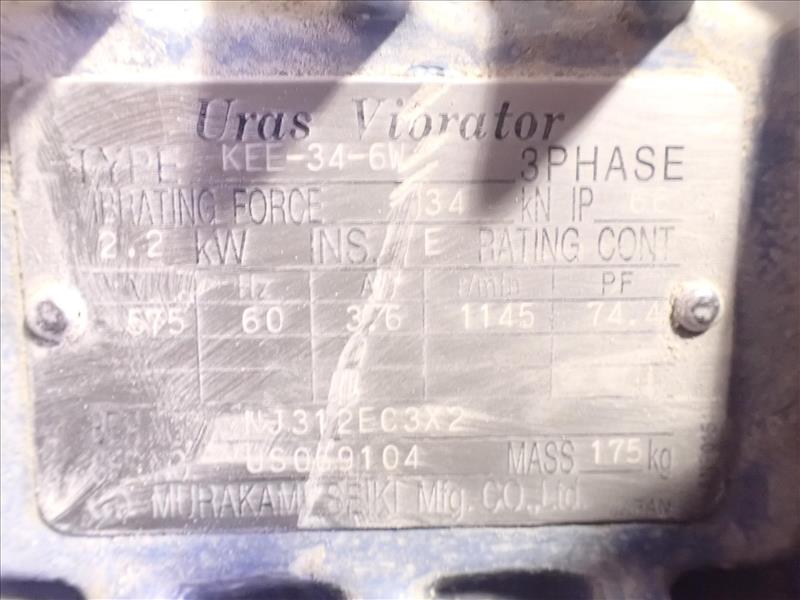 Uras Vibrator
TYPE KEE-34-6W 3PHASE
VIBRATING FORCE 34 kN IP
2.2 kW INS. E RATING CONT
Hz r/min PF
575 60 3.6 1145 74.4
NJ312EC3X2
MASS 175 kg
MURAKAMI SEIKI Mfg. CO.,Ltd.